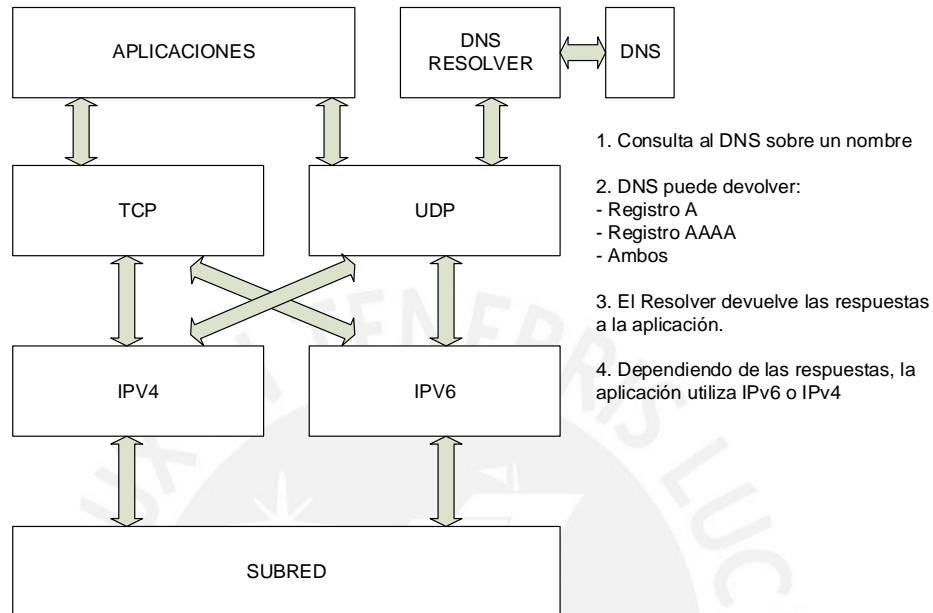 APLICACIONES
DNS
RESOLVER
DNS
1. Consulta al DNS sobre un nombre
2. DNS puede devolver:
- Registro A
- Registro AAAA
- Ambos
3. El Resolver devuelve las respuestas
a la aplicación.
4. Dependiendo de las respuestas, la
aplicación utiliza IPv6 o IPv4
TCP
UDP
IPV4
IPV6
SUBRED
TENEBRIS